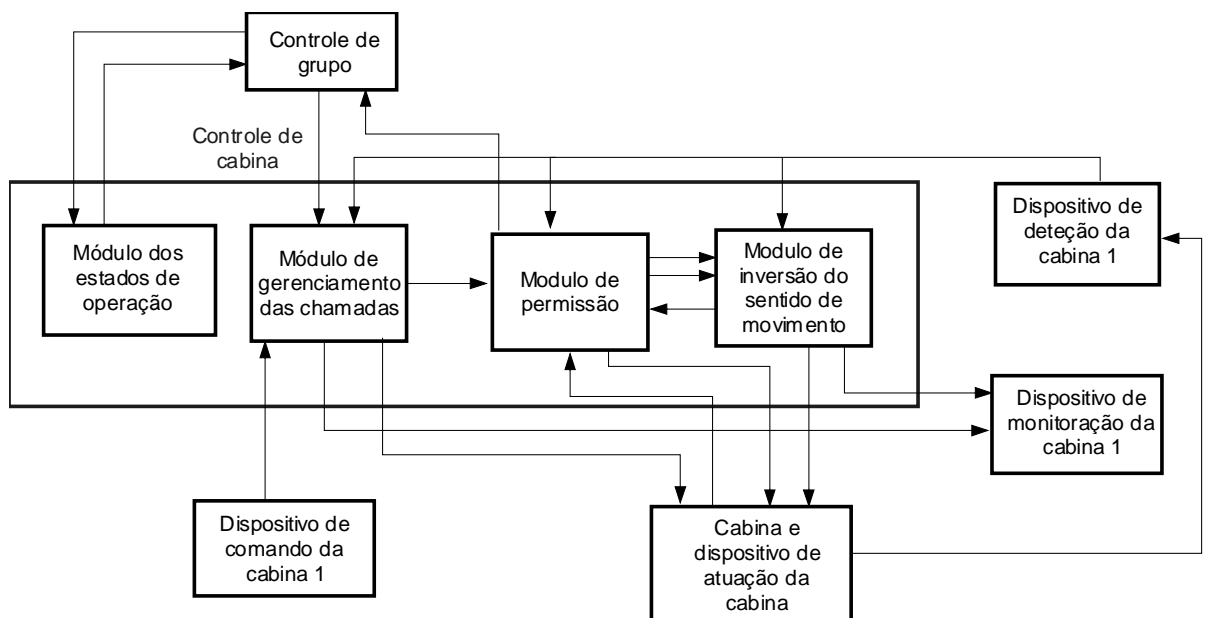 Controle de
grupo
Controle de
cabina
Módulo dos
estados de
operação
Módulo de
gerenciamento
das chamadas
Modulo de
permissão
Modulo de
inversão do
sentido de
movimento
Dispositivo de
deteção da
cabina 1
Dispositivo de
monitoração da
cabina 1
Dispositivo de
comando da
cabina 1
Cabina e
dispositivo de
atuação da
cabina